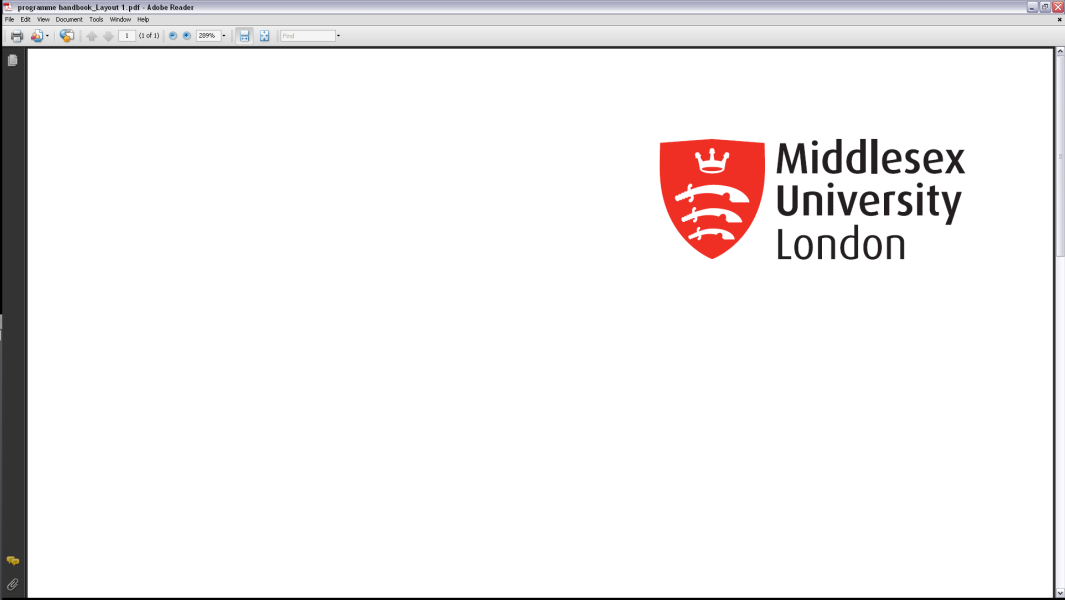 programme handbook_Layout 1.pdf - Adobe Reader
File Edit View Document Tools Window Help
1 (1 of 1) 289% Find
Middlesex
University
London